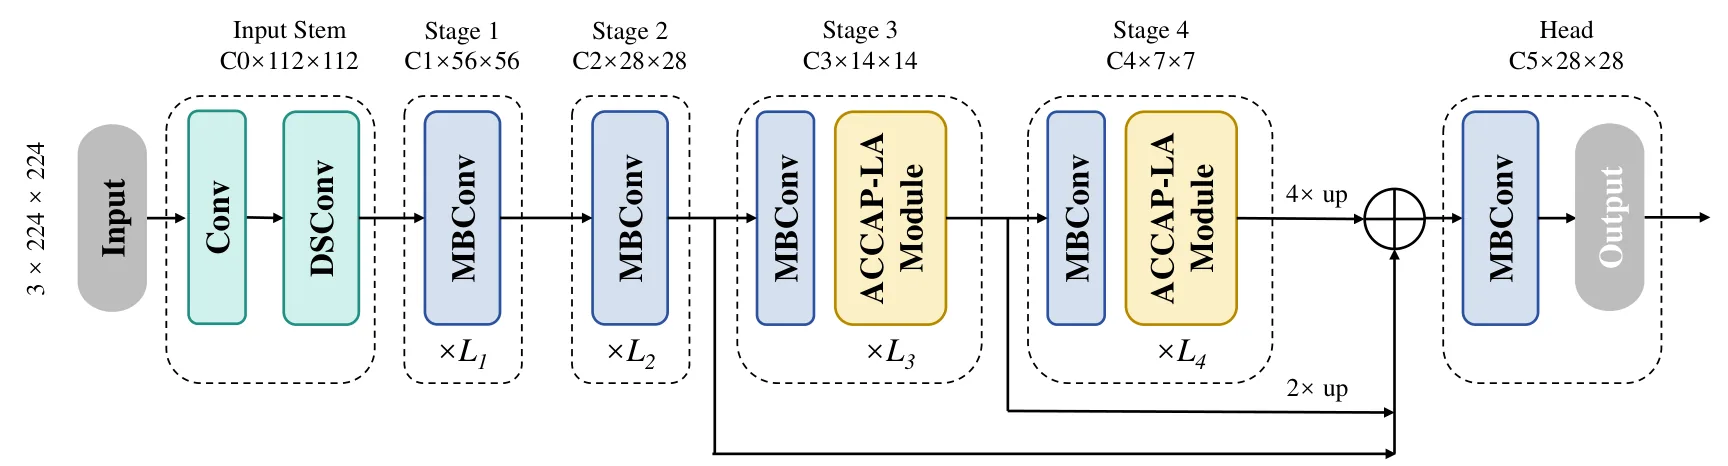 Input Stem
C0×112×112
Stage 1
C1×56×56
Stage 2
C2×28×28
Stage 3
C3×14×14
Stage 4
C4×7×7
Head
C5×28×28
3 × 224 × 224
Input
Conv
DSConv
MBConv
×L1
MBConv
×L2
MBConv
ACCAP-LA
Module
×L3
MBConv
ACCAP-LA
Module
×L4
4× up
2× up
MBConv
Output